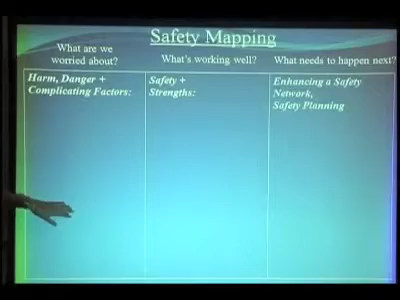 Safety Mapping
What are we
worried about?
What's working well?
What needs to happen next?
Harm, Danger +
Complicating Factors:
Safety +
Strengths:
Enhancing a Safety
Network,
Safety Planning